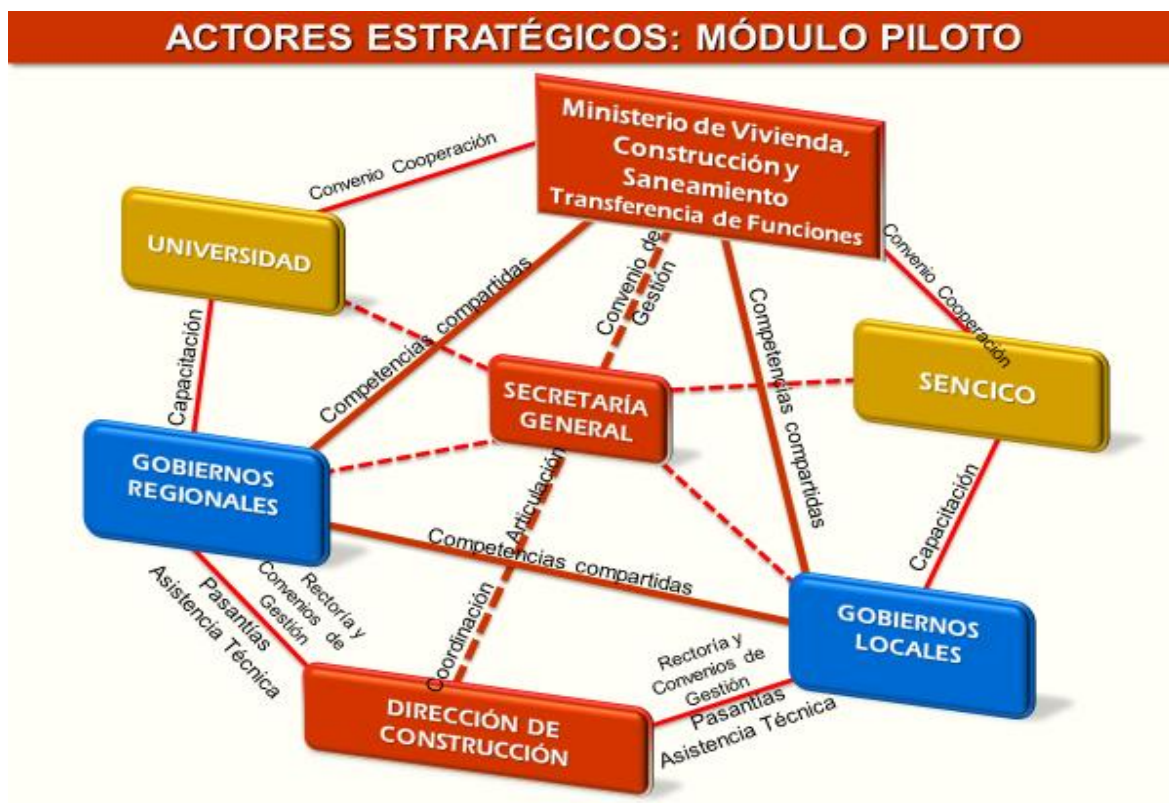 ACTORES ESTRATÉGICOS: MÓDULO PILOTO
Ministerio de Vivienda,
Construcción y
Saneamiento
Transferencia de Funciones
Convenio Cooperación
UNIVERSIDAD
Convenio de
Gestión
Convenio Cooperación
Competencias compartidas
Competencias compartidas
Capacitación
SECRETARÍA
GENERAL
SENCICO
GOBIERNOS
REGIONALES
Articulación
Capacitación
Competencias compartidas
Rectoría y
Convenios de
Gestión
Pasantías
Asistencia Técnica
Coordinación
GOBIERNOS
LOCALES
Rectoría y
Convenios de
Gestión
Pasantías
Asistencia Técnica
DIRECCIÓN DE
CONSTRUCCIÓN